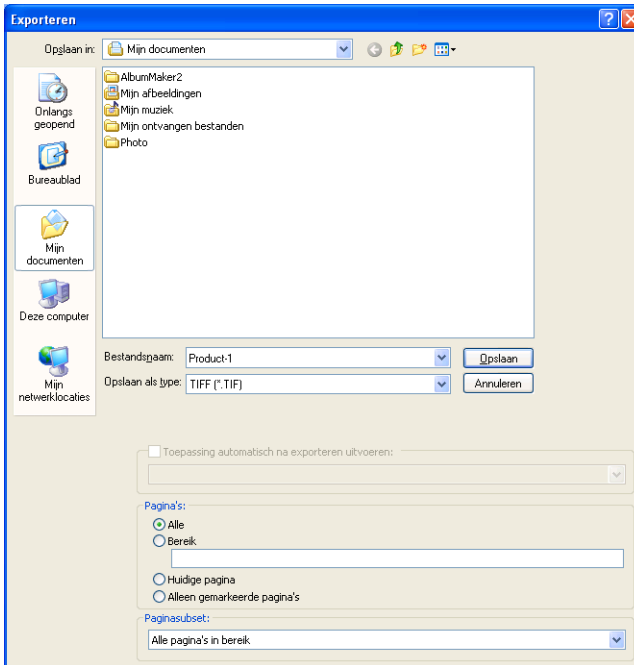 Exporteren
Opslaan in:
Mijn documenten
Onlangs
geopend
Bureaublad
Mijn
documenten
Deze computer
Mijn
netwerklocaties
AlbumMaker2
Mijn afbeeldingen
Mijn muziek
Mijn ontvangen bestanden
Photo
Bestandsnaam:
Product-1
Opslaan
Opslaan als type:
TIFF (*.TIF)
Annuleren
Toepassing automatisch na exporteren uitvoeren:
Pagina's:
Alle
Bereik
Huidige pagina
Alleen gemarkeerde pagina's
Paginasubset:
Alle pagina's in bereik